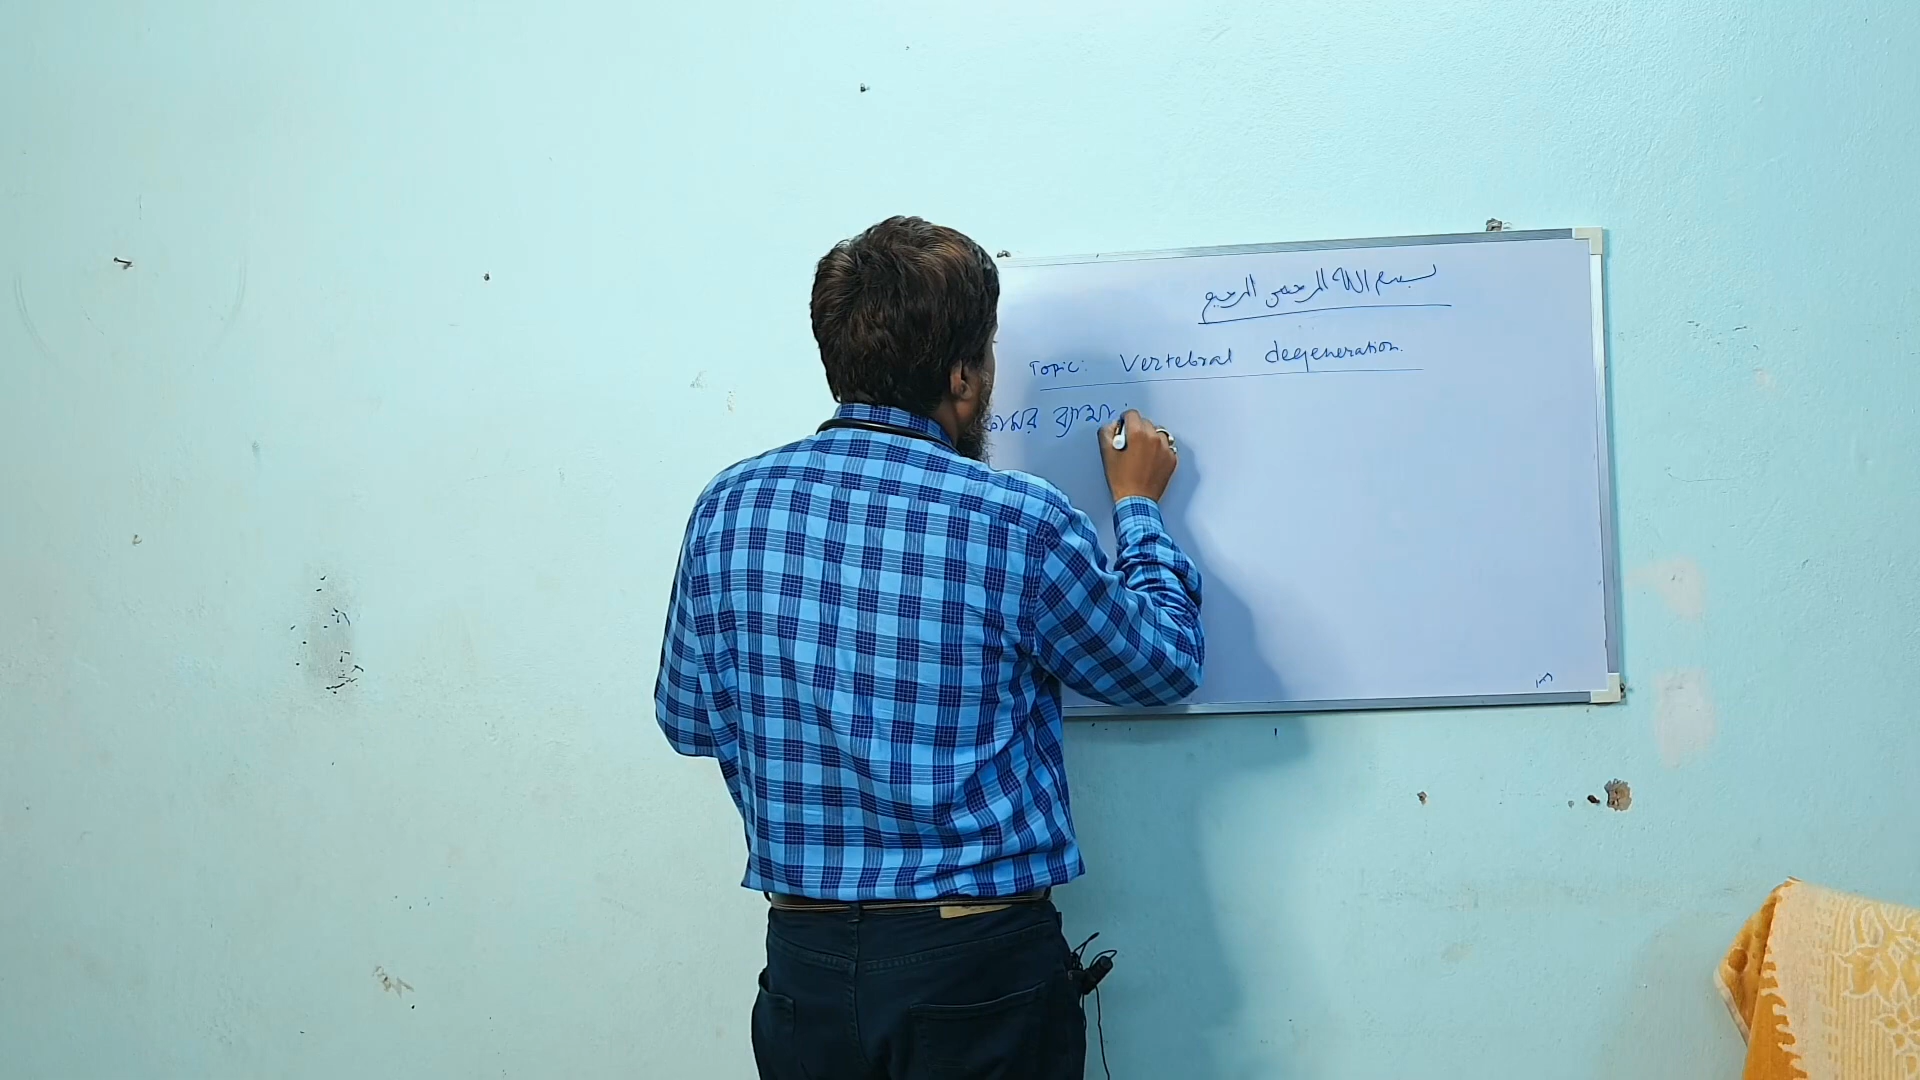 بسم الله الرحمن الرحيم
Topic: Vertebral degeneration.
ব্যাথা :